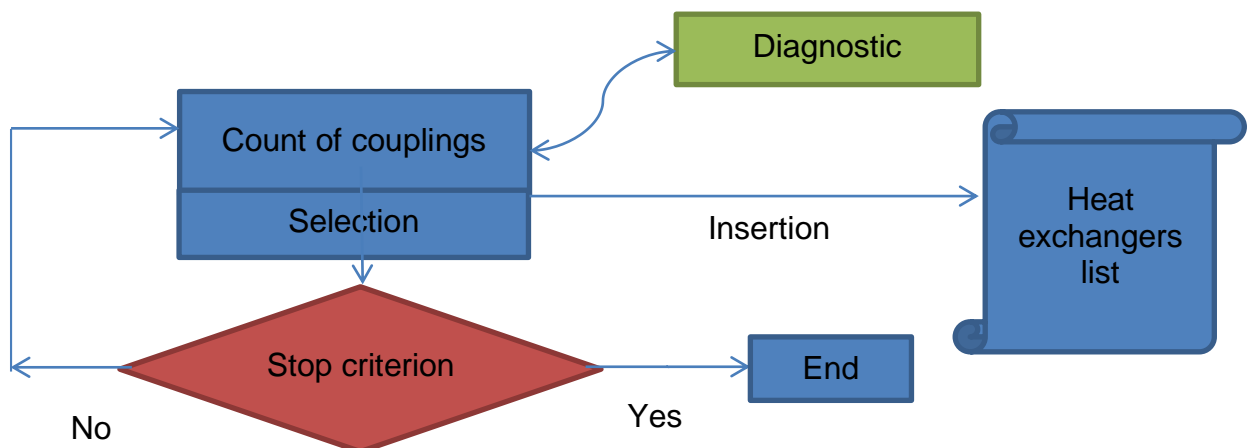 Diagnostic
Count of couplings
Selection
Insertion
Heat
exchangers
list
Stop criterion
End
No
Yes